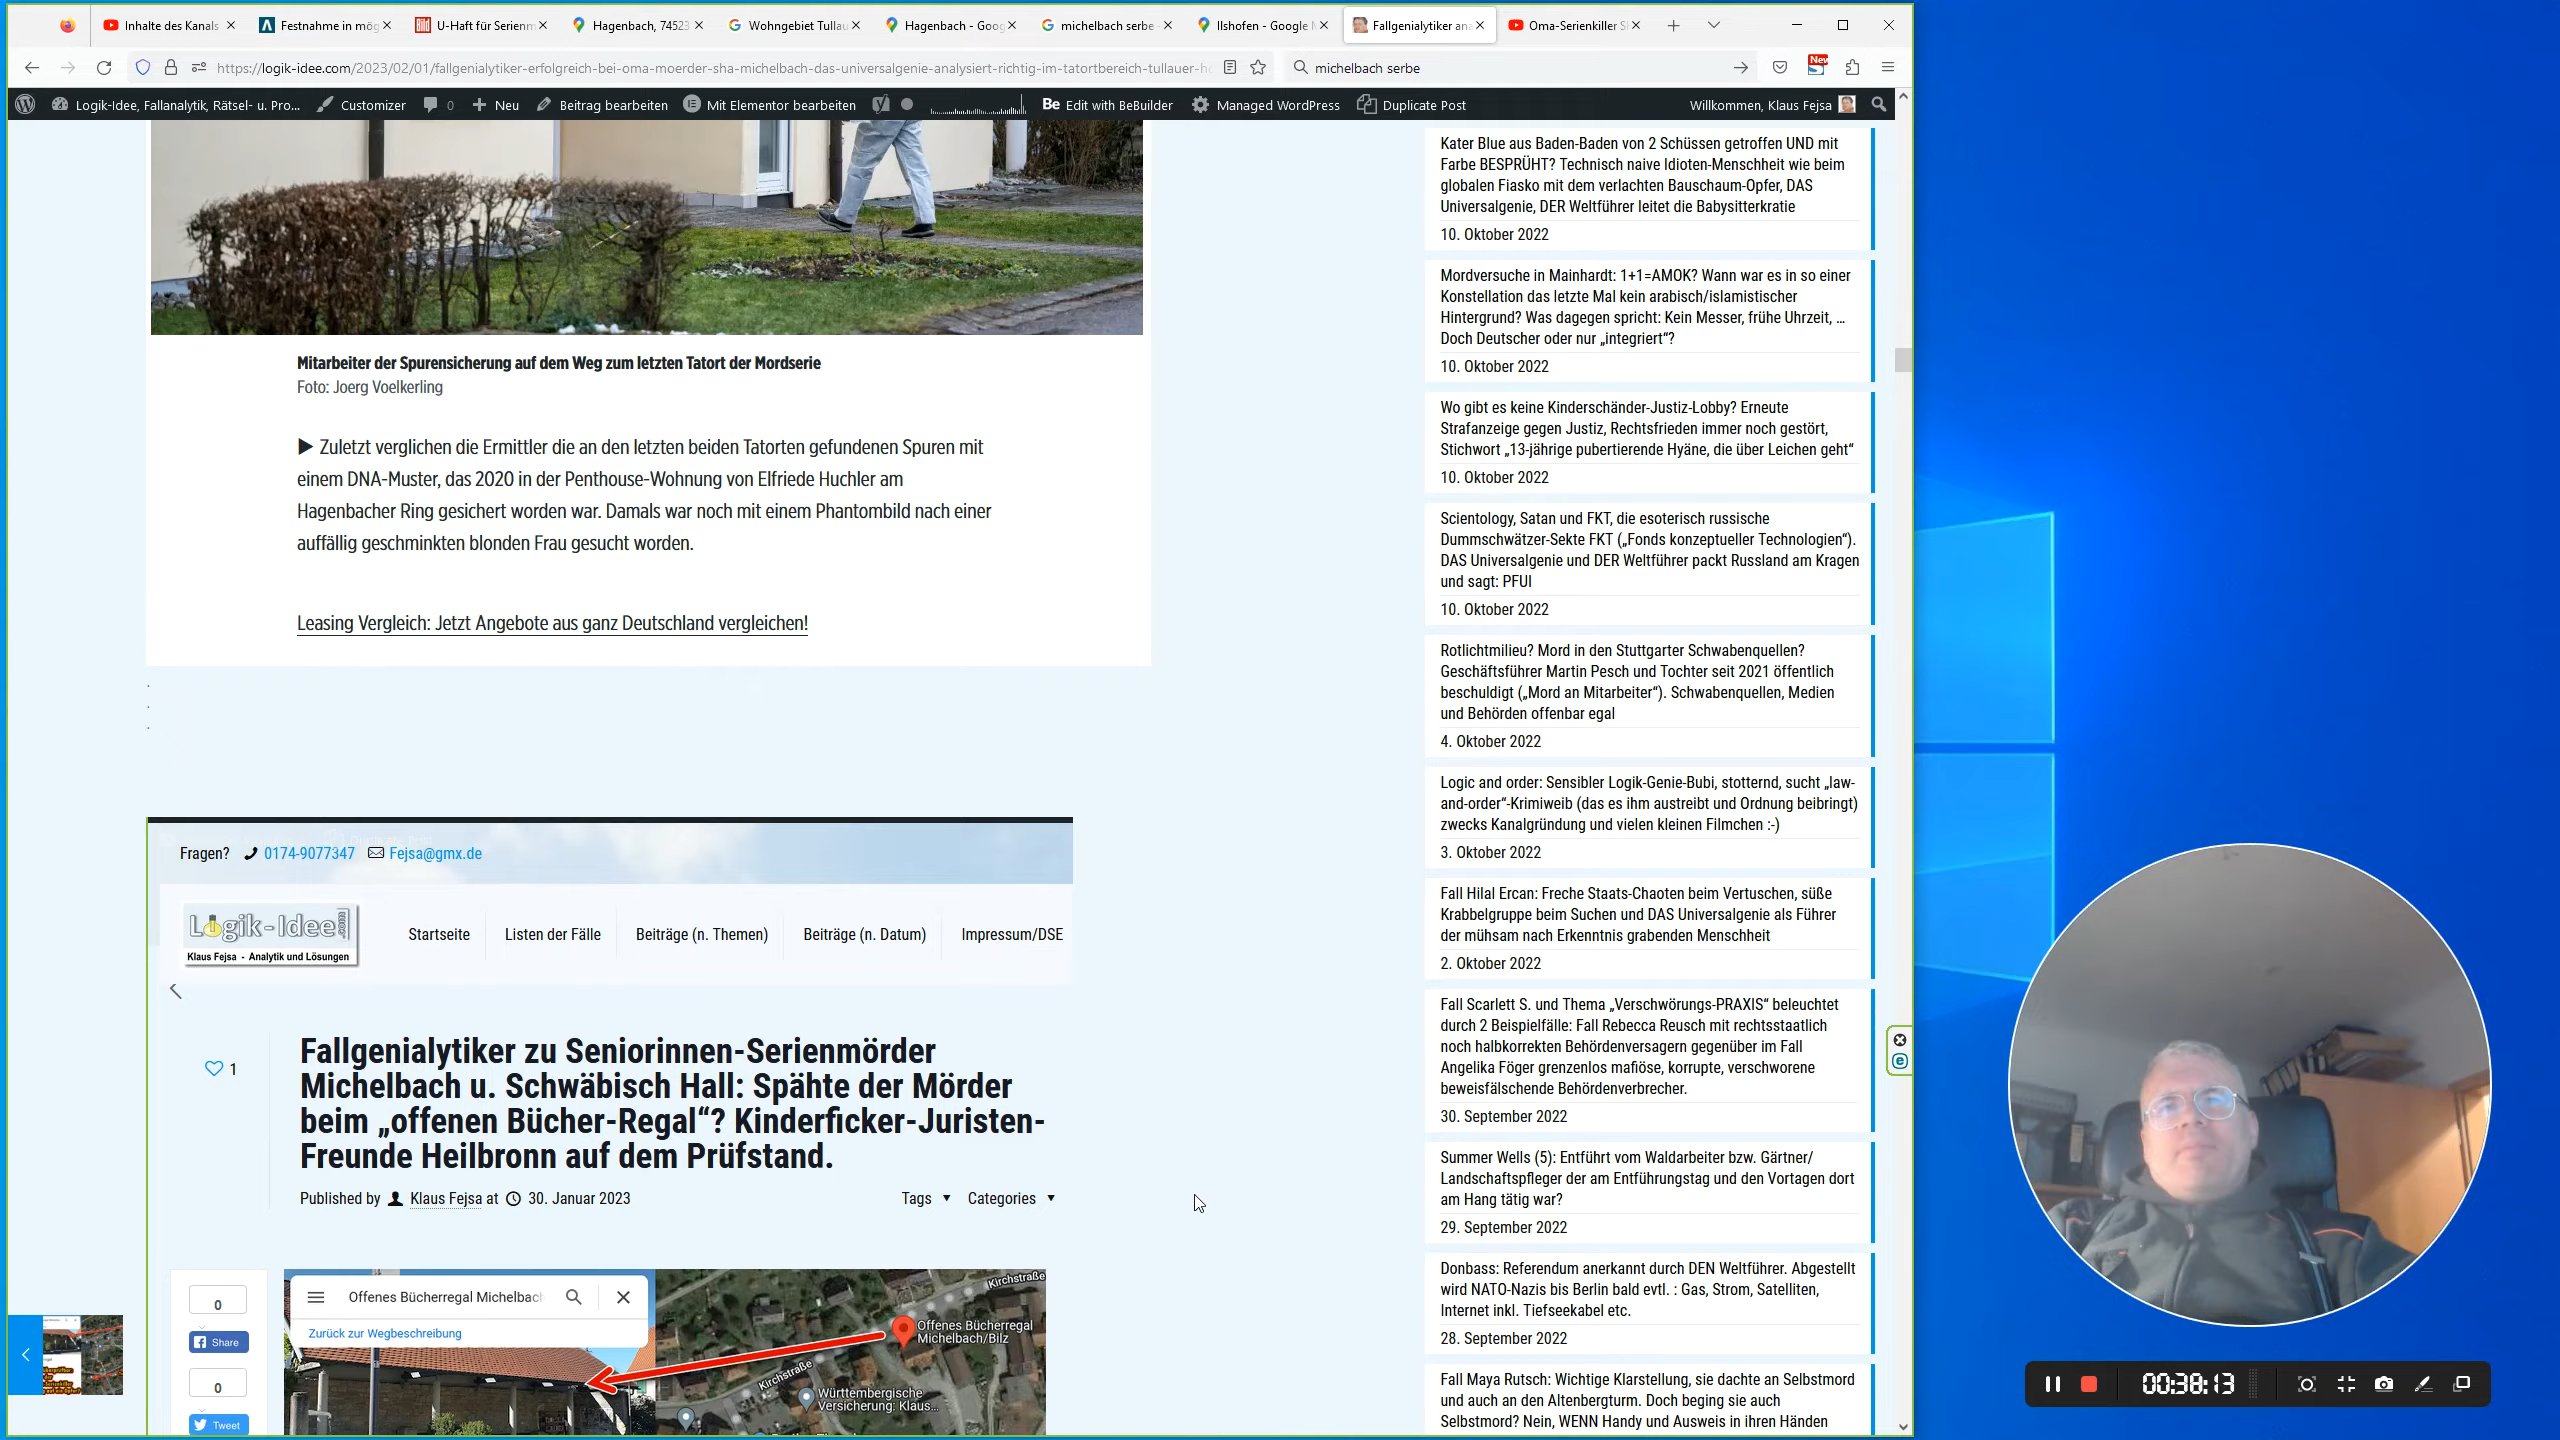 Inhalte des Kanals
Festnahme in mög
U-Haft für Serienm
Hagenbach, 74523
Wohngebiet Tullau
Hagenbach - Goog
michelbach serbe
Ilshofen - Google M
Fallgenialytiker ana
Oma-Serienkiller S
https://logik-idee.com/2023/02/01/fallgenialytiker-erfolgreich-bei-oma-moerder-sha-michelbach-das-universalgenie-analysiert-richtig-im-tatortbereich-tullauer-h
michelbach serbe
New
Logik-Idee, Fallanalytik, Rätsel- u. Pro...
Customizer
0
Neu
Beitrag bearbeiten
Mit Elementor bearbeiten
Be Edit with BeBuilder
Managed WordPress
Duplicate Post
Willkommen, Klaus Fejsa
Mitarbeiter der Spurensicherung auf dem Weg zum letzten Tatort der Mordserie
Foto: Joerg Voelkerling
▶ Zuletzt verglichen die Ermittler die an den letzten beiden Tatorten gefundenen Spuren mit
einem DNA-Muster, das 2020 in der Penthouse-Wohnung von Elfriede Huchler am
Hagenbacher Ring gesichert worden war. Damals war noch mit einem Phantombild nach einer
auffällig geschminkten blonden Frau gesucht worden.
Leasing Vergleich: Jetzt Angebote aus ganz Deutschland vergleichen!
.
.
.
Fragen? 0174-9077347 Fejsa@gmx.de
Logik-Idee.com
Klaus Fejsa - Analytik und Lösungen
Startseite
Listen der Fälle
Beiträge (n. Themen)
Beiträge (n. Datum)
Impressum/DSE
1
Fallgenialytiker zu Seniorinnen-Serienmörder
Michelbach u. Schwäbisch Hall: Spähte der Mörder
beim „offenen Bücher-Regal“? Kinderficker-Juristen-
Freunde Heilbronn auf dem Prüfstand.
Published by Klaus Fejsa at 30. Januar 2023
Tags ▼ Categories ▼
0
Share
0
Tweet
Offenes Bücherregal Michelbach
Zurück zur Wegbeschreibung
Kirchstraße
Offenes Bücherregal
Michelbach/Bilz
Kirchstraße
Württembergische
Versicherung: Klaus...
Kater Blue aus Baden-Baden von 2 Schüssen getroffen UND mit
Farbe BESPRÜHT? Technisch naive Idioten-Menschheit wie beim
globalen Fiasko mit dem verlachten Bauschaum-Opfer, DAS
Universalgenie, DER Weltführer leitet die Babysitterkratie
10. Oktober 2022
Mordversuche in Mainhardt: 1+1=AMOK? Wann war es in so einer
Konstellation das letzte Mal kein arabisch/islamistischer
Hintergrund? Was dagegen spricht: Kein Messer, frühe Uhrzeit, ...
Doch Deutscher oder nur „integriert“?
10. Oktober 2022
Wo gibt es keine Kinderschänder-Justiz-Lobby? Erneute
Strafanzeige gegen Justiz, Rechtsfrieden immer noch gestört,
Stichwort „13-jährige pubertierende Hyäne, die über Leichen geht“
10. Oktober 2022
Scientology, Satan und FKT, die esoterisch russische
Dummschwätzer-Sekte FKT („Fonds konzeptueller Technologien“).
DAS Universalgenie und DER Weltführer packt Russland am Kragen
und sagt: PFUI
10. Oktober 2022
Rotlichtmilieu? Mord in den Stuttgarter Schwabenquellen?
Geschäftsführer Martin Pesch und Tochter seit 2021 öffentlich
beschuldigt („Mord an Mitarbeiter“). Schwabenquellen, Medien
und Behörden offenbar egal
4. Oktober 2022
Logic and order: Sensibler Logik-Genie-Bubi, stotternd, sucht „law-
and-order“-Krimiweib (das es ihm austreibt und Ordnung beibringt)
zwecks Kanalgründung und vielen kleinen Filmchen :-)
3. Oktober 2022
Fall Hilal Ercan: Freche Staats-Chaoten beim Vertuschen, süße
Krabbelgruppe beim Suchen und DAS Universalgenie als Führer
der mühsam nach Erkenntnis grabenden Menschheit
2. Oktober 2022
Fall Scarlett S. und Thema „Verschwörungs-PRAXIS“ beleuchtet
durch 2 Beispielfälle: Fall Rebecca Reusch mit rechtsstaatlich
noch halbkorrekten Behördenversagern gegenüber im Fall
Angelika Föger grenzenlos mafiöse, korrupte, verschworene
beweisfälschende Behördenverbrecher.
30. September 2022
Summer Wells (5): Entführt vom Waldarbeiter bzw. Gärtner/
Landschaftspfleger der am Entführungstag und den Vortagen dort
am Hang tätig war?
29. September 2022
Donbass: Referendum anerkannt durch DEN Weltführer. Abgestellt
wird NATO-Nazis bis Berlin bald evtl. : Gas, Strom, Satelliten,
Internet inkl. Tiefseekabel etc.
28. September 2022
Fall Maya Rutsch: Wichtige Klarstellung, sie dachte an Selbstmord
und auch an den Altenbergturm. Doch beging sie auch
Selbstmord? Nein, WENN Handy und Ausweis in ihren Händen
00:38:13